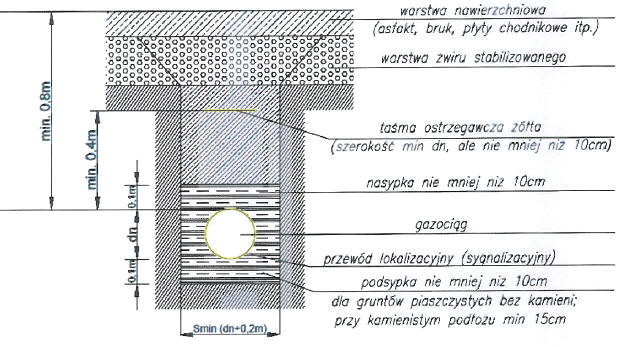 warstwa nawierzchniowa
(asfakt, bruk, płyty chodnikowe itp.)
warstwa zwiru stabilizowanego
taśma ostrzegawcza żółta
(szerokość min dn, ale nie mniej niż 10cm)
nasypka nie mniej niż 10cm
gazociąg
przewód lokalizacyjny (sygnalizacyjny)
podsypka nie mniej niż 10cm
dla gruntów piaszczystych bez kamieni;
przy kamienistym podłożu min 15cm
min. 0,8m
min. 0,4m
0,1m
dn
0,1m
Smin (dn+0,2m)